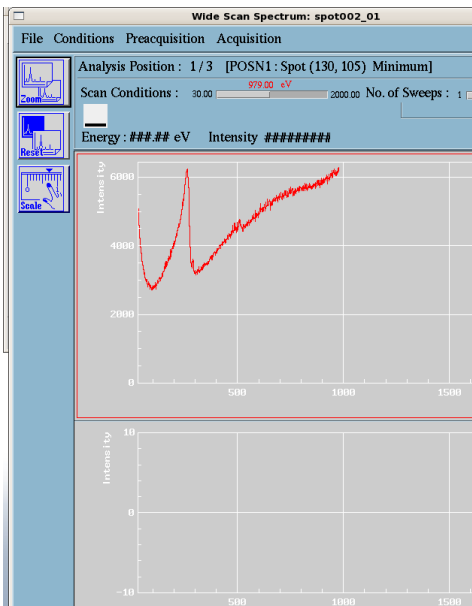 Wide Scan Spectrum: spot002_01
File Conditions Preacquisition Acquisition
Analysis Position : 1 / 3 [POSN1 : Spot (130, 105) Minimum]
979.00 eV
Scan Conditions : 30.00 2000.00 No. of Sweeps : 1
Energy : ###.## eV Intensity #########
Zoom
Reset
Scale
Intensity
6000
4000
2000
0
500 1000
Intensity
10
0
-10
500 1000 150